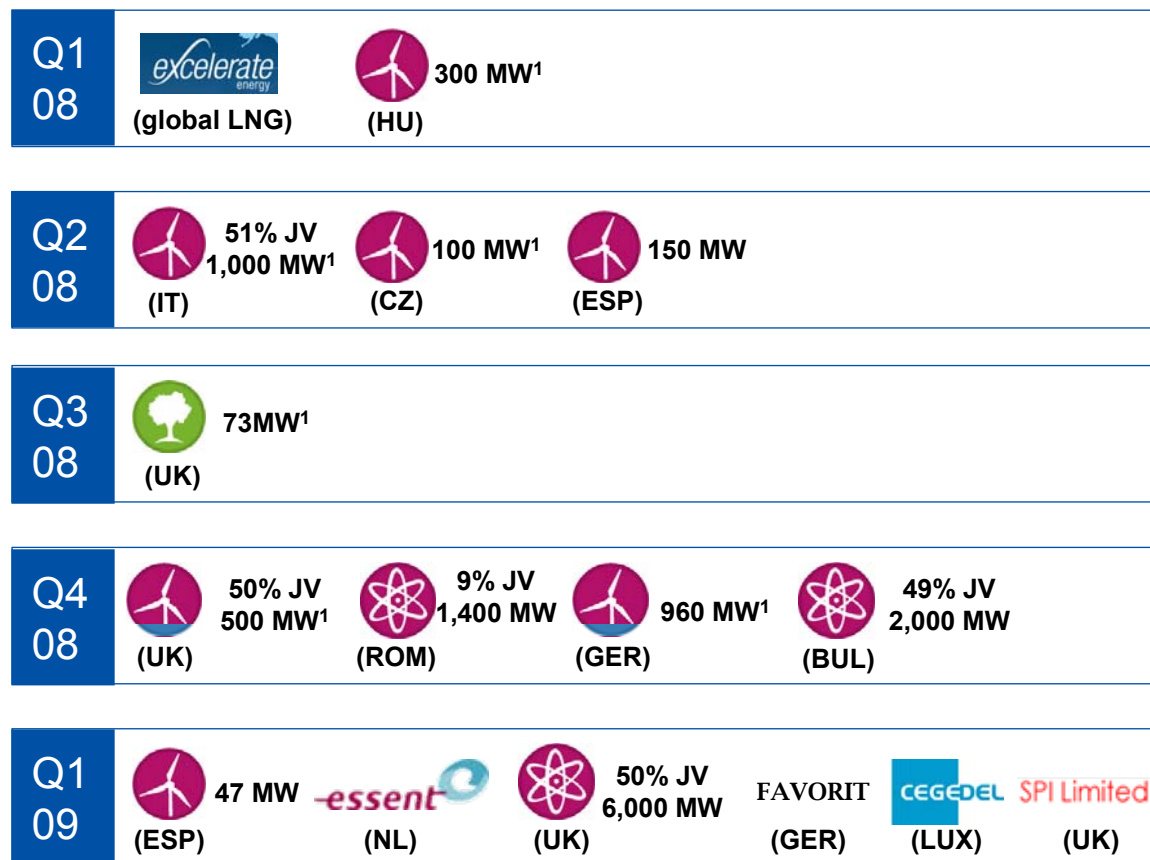 Q1
08
excelerate
energy
(global LNG)
300 MW¹
(HU)
Q2
08
51% JV
1,000 MW¹
(IT)
100 MW¹
(CZ)
150 MW
(ESP)
Q3
08
73MW¹
(UK)
Q4
08
50% JV
500 MW¹
(UK)
9% JV
1,400 MW
(ROM)
960 MW¹
(GER)
49% JV
2,000 MW
(BUL)
Q1
09
47 MW
(ESP)
essent
(NL)
50% JV
6,000 MW
(UK)
FAVORIT
(GER)
CEGEDEL
(LUX)
SPI Limited
(UK)